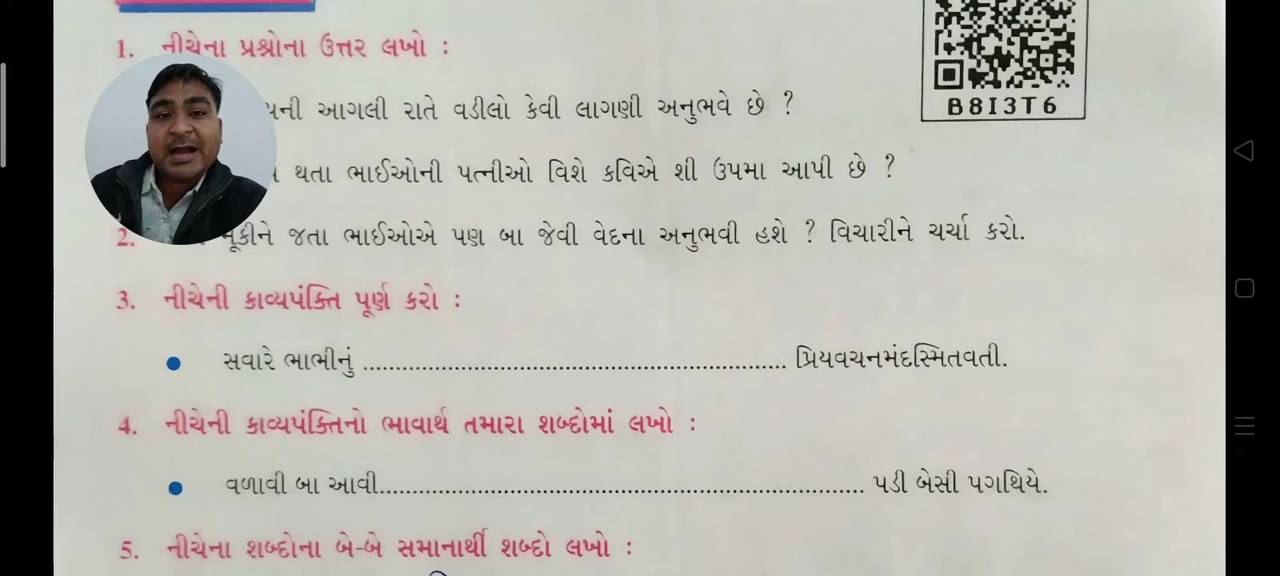 1. નીચેના પ્રશ્નોના ઉત્તર લખો :
આગલી રાતે વડીલો કેવી લાગણી અનુભવે છે ?
થતા ભાઈઓની પત્નીઓ વિશે કવિએ શી ઉપમા આપી છે ?
2. મૂકીને જતા ભાઈઓએ પણ બા જેવી વેદના અનુભવી હશે ? વિચારીને ચર્ચા કરો.
3. નીચેની કાવ્યપંક્તિ પૂર્ણ કરો :
● સવારે ભાભીનું ................................................................ પ્રિયવચનમંદસ્મિતવતી.
4. નીચેની કાવ્યપંક્તિનો ભાવાર્થ તમારા શબ્દોમાં લખો :
● વળાવી બા આવી......................................................................... પડી બેસી પગથિયે.
5. નીચેના શબ્દોના બે-બે સમાનાર્થી શબ્દો લખો :
B8I3T6